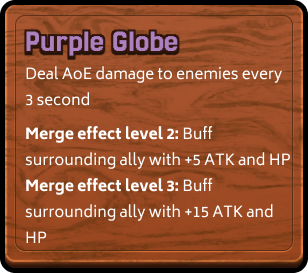 Purple Globe
Deal AoE damage to enemies every
3 second
Merge effect level 2: Buff
surrounding ally with +5 ATK and HP
Merge effect level 3: Buff
surrounding ally with +15 ATK and
HP